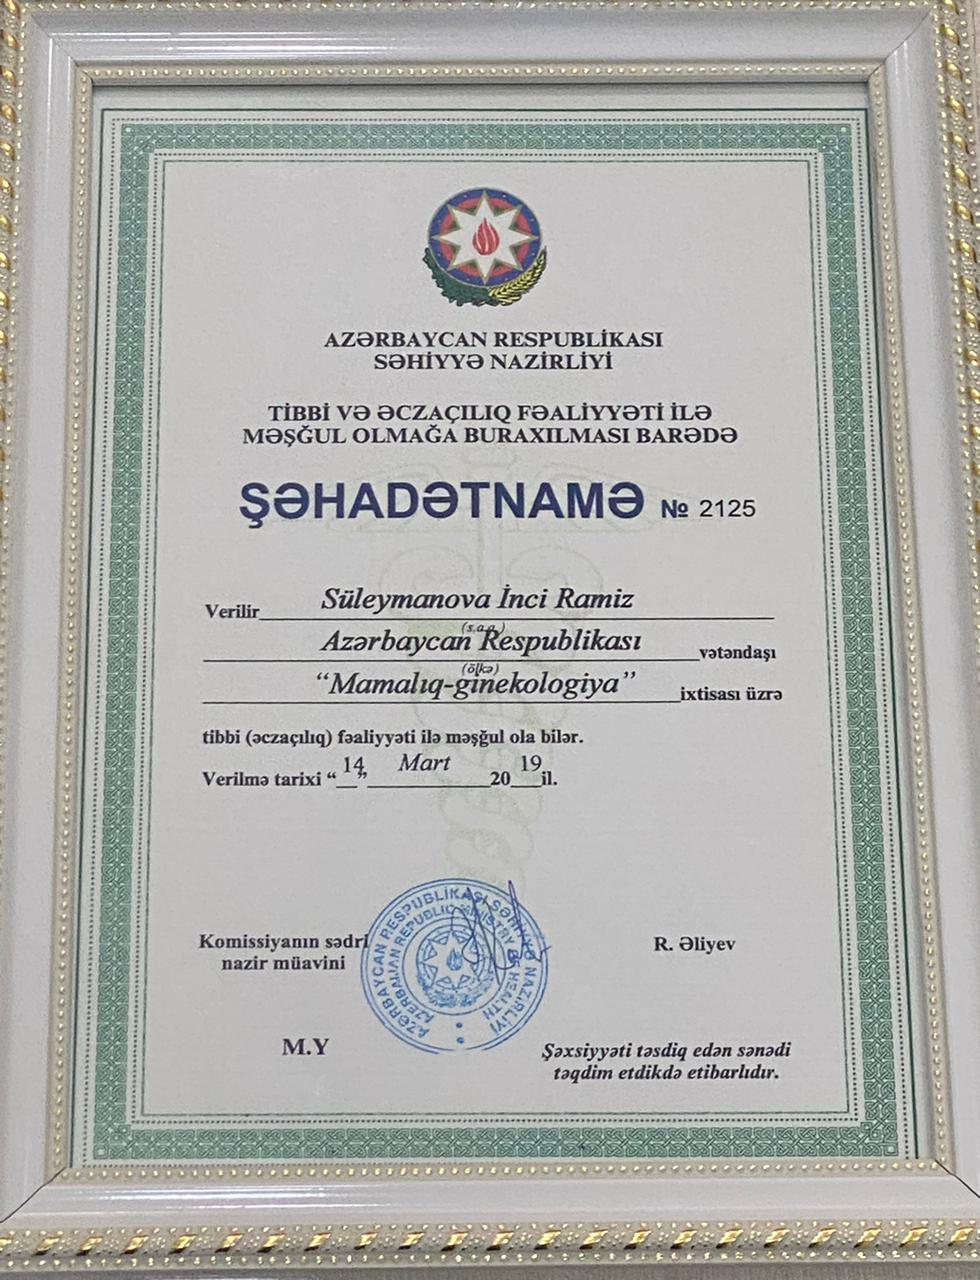 AZƏRBAYCAN RESPUBLİKASI
SƏHİYYƏ NAZİRLİYİ
TİBBİ VƏ ƏCZAÇILIQ FƏALİYYƏTİ İLƏ
MƏŞĞUL OLMAĞA BURAXILMASI BARƏDƏ
ŞƏHADƏTNAMƏ № 2125
Verilir Süleymanova İnci Ramiz
(s.a.a.)
Azərbaycan Respublikası vətəndaşı
(ölkə)
“Mamalıq-ginekologiya” ixtisası üzrə
tibbi (əczaçılıq) fəaliyyəti ilə məşğul ola bilər.
Verilmə tarixi “14” Mart 2019 il.
Komissiyanın sədri
nazir müavini
R. Əliyev
AZƏRBAYCAN RESPUBLİKASI SƏHİYYƏ NAZİRLİYİ
AZERBAIJAN REPUBLIC MINISTRY OF HEALTH
M.Y
Şəxsiyyəti təsdiq edən sənədi
təqdim etdikdə etibarlıdır.